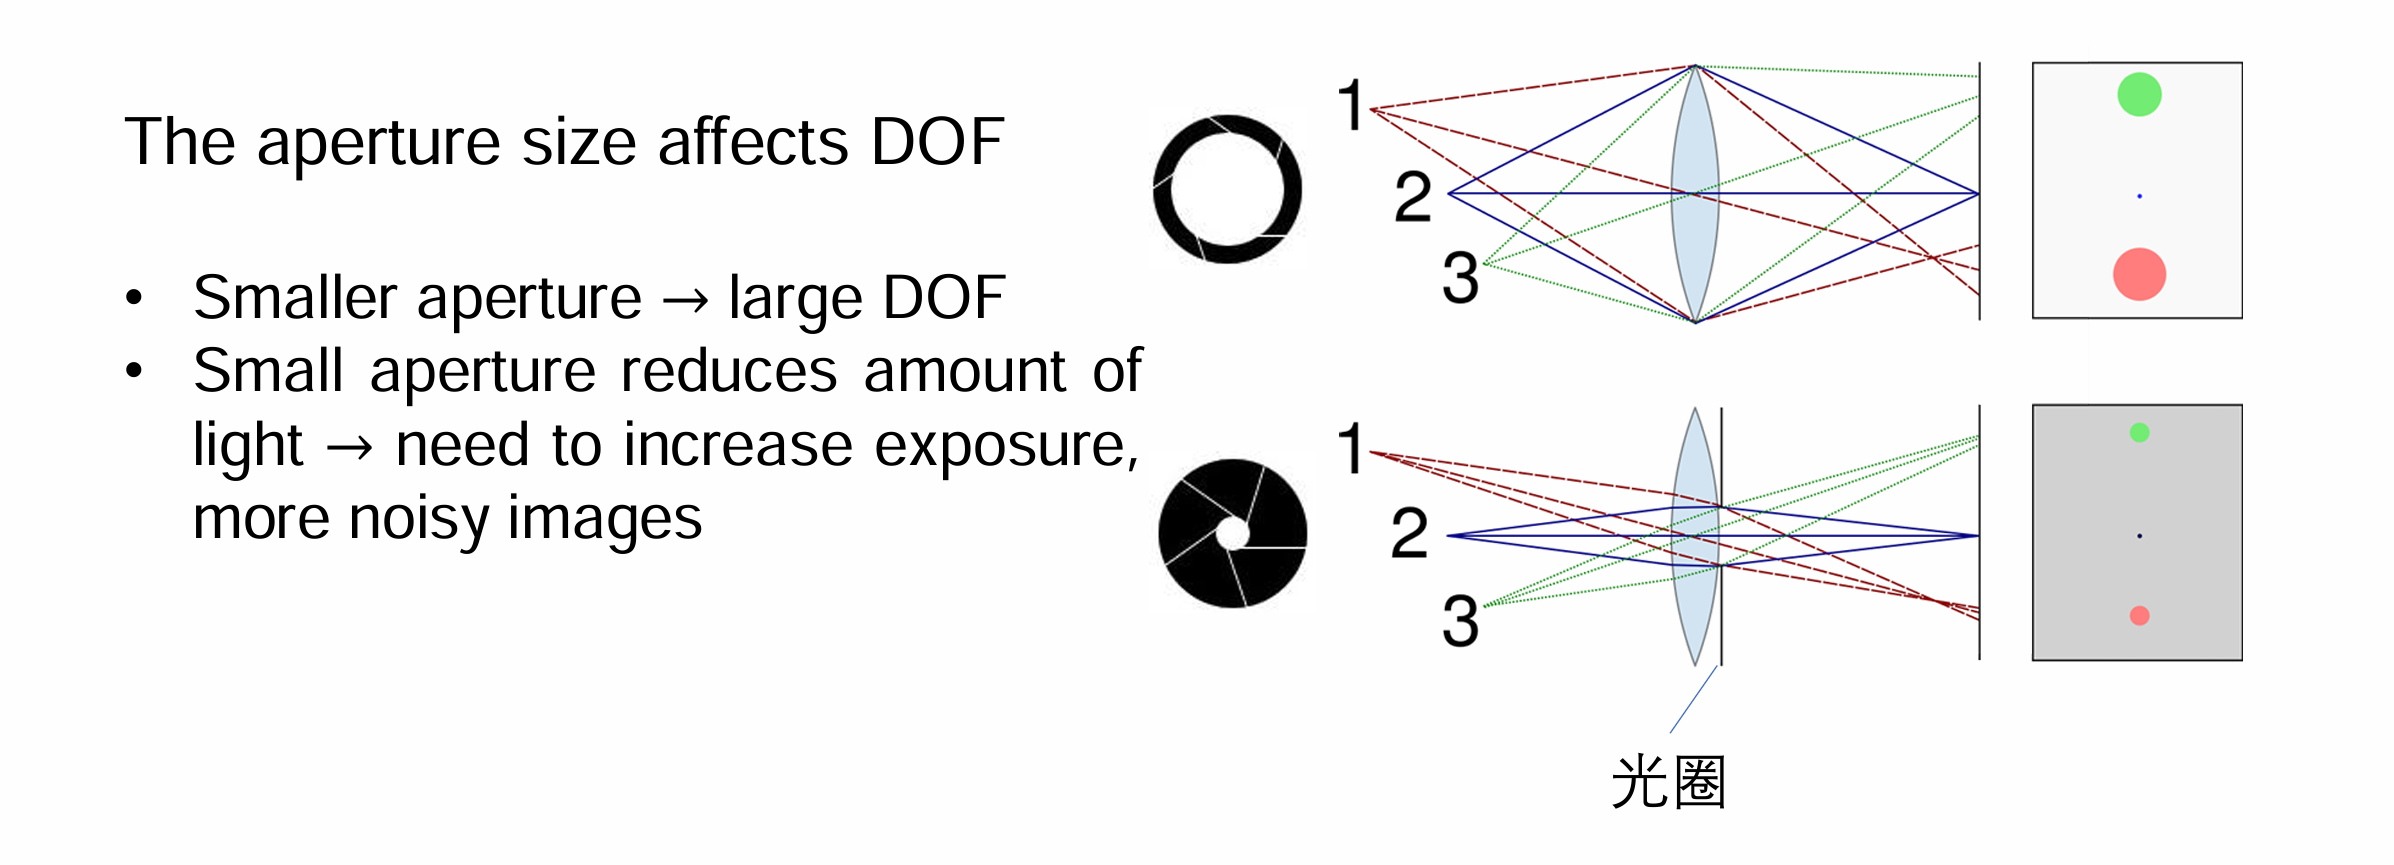 The aperture size affects DOF
• Smaller aperture → large DOF
• Small aperture reduces amount of
light → need to increase exposure,
more noisy images
1
2
3
1
2
3
光圈